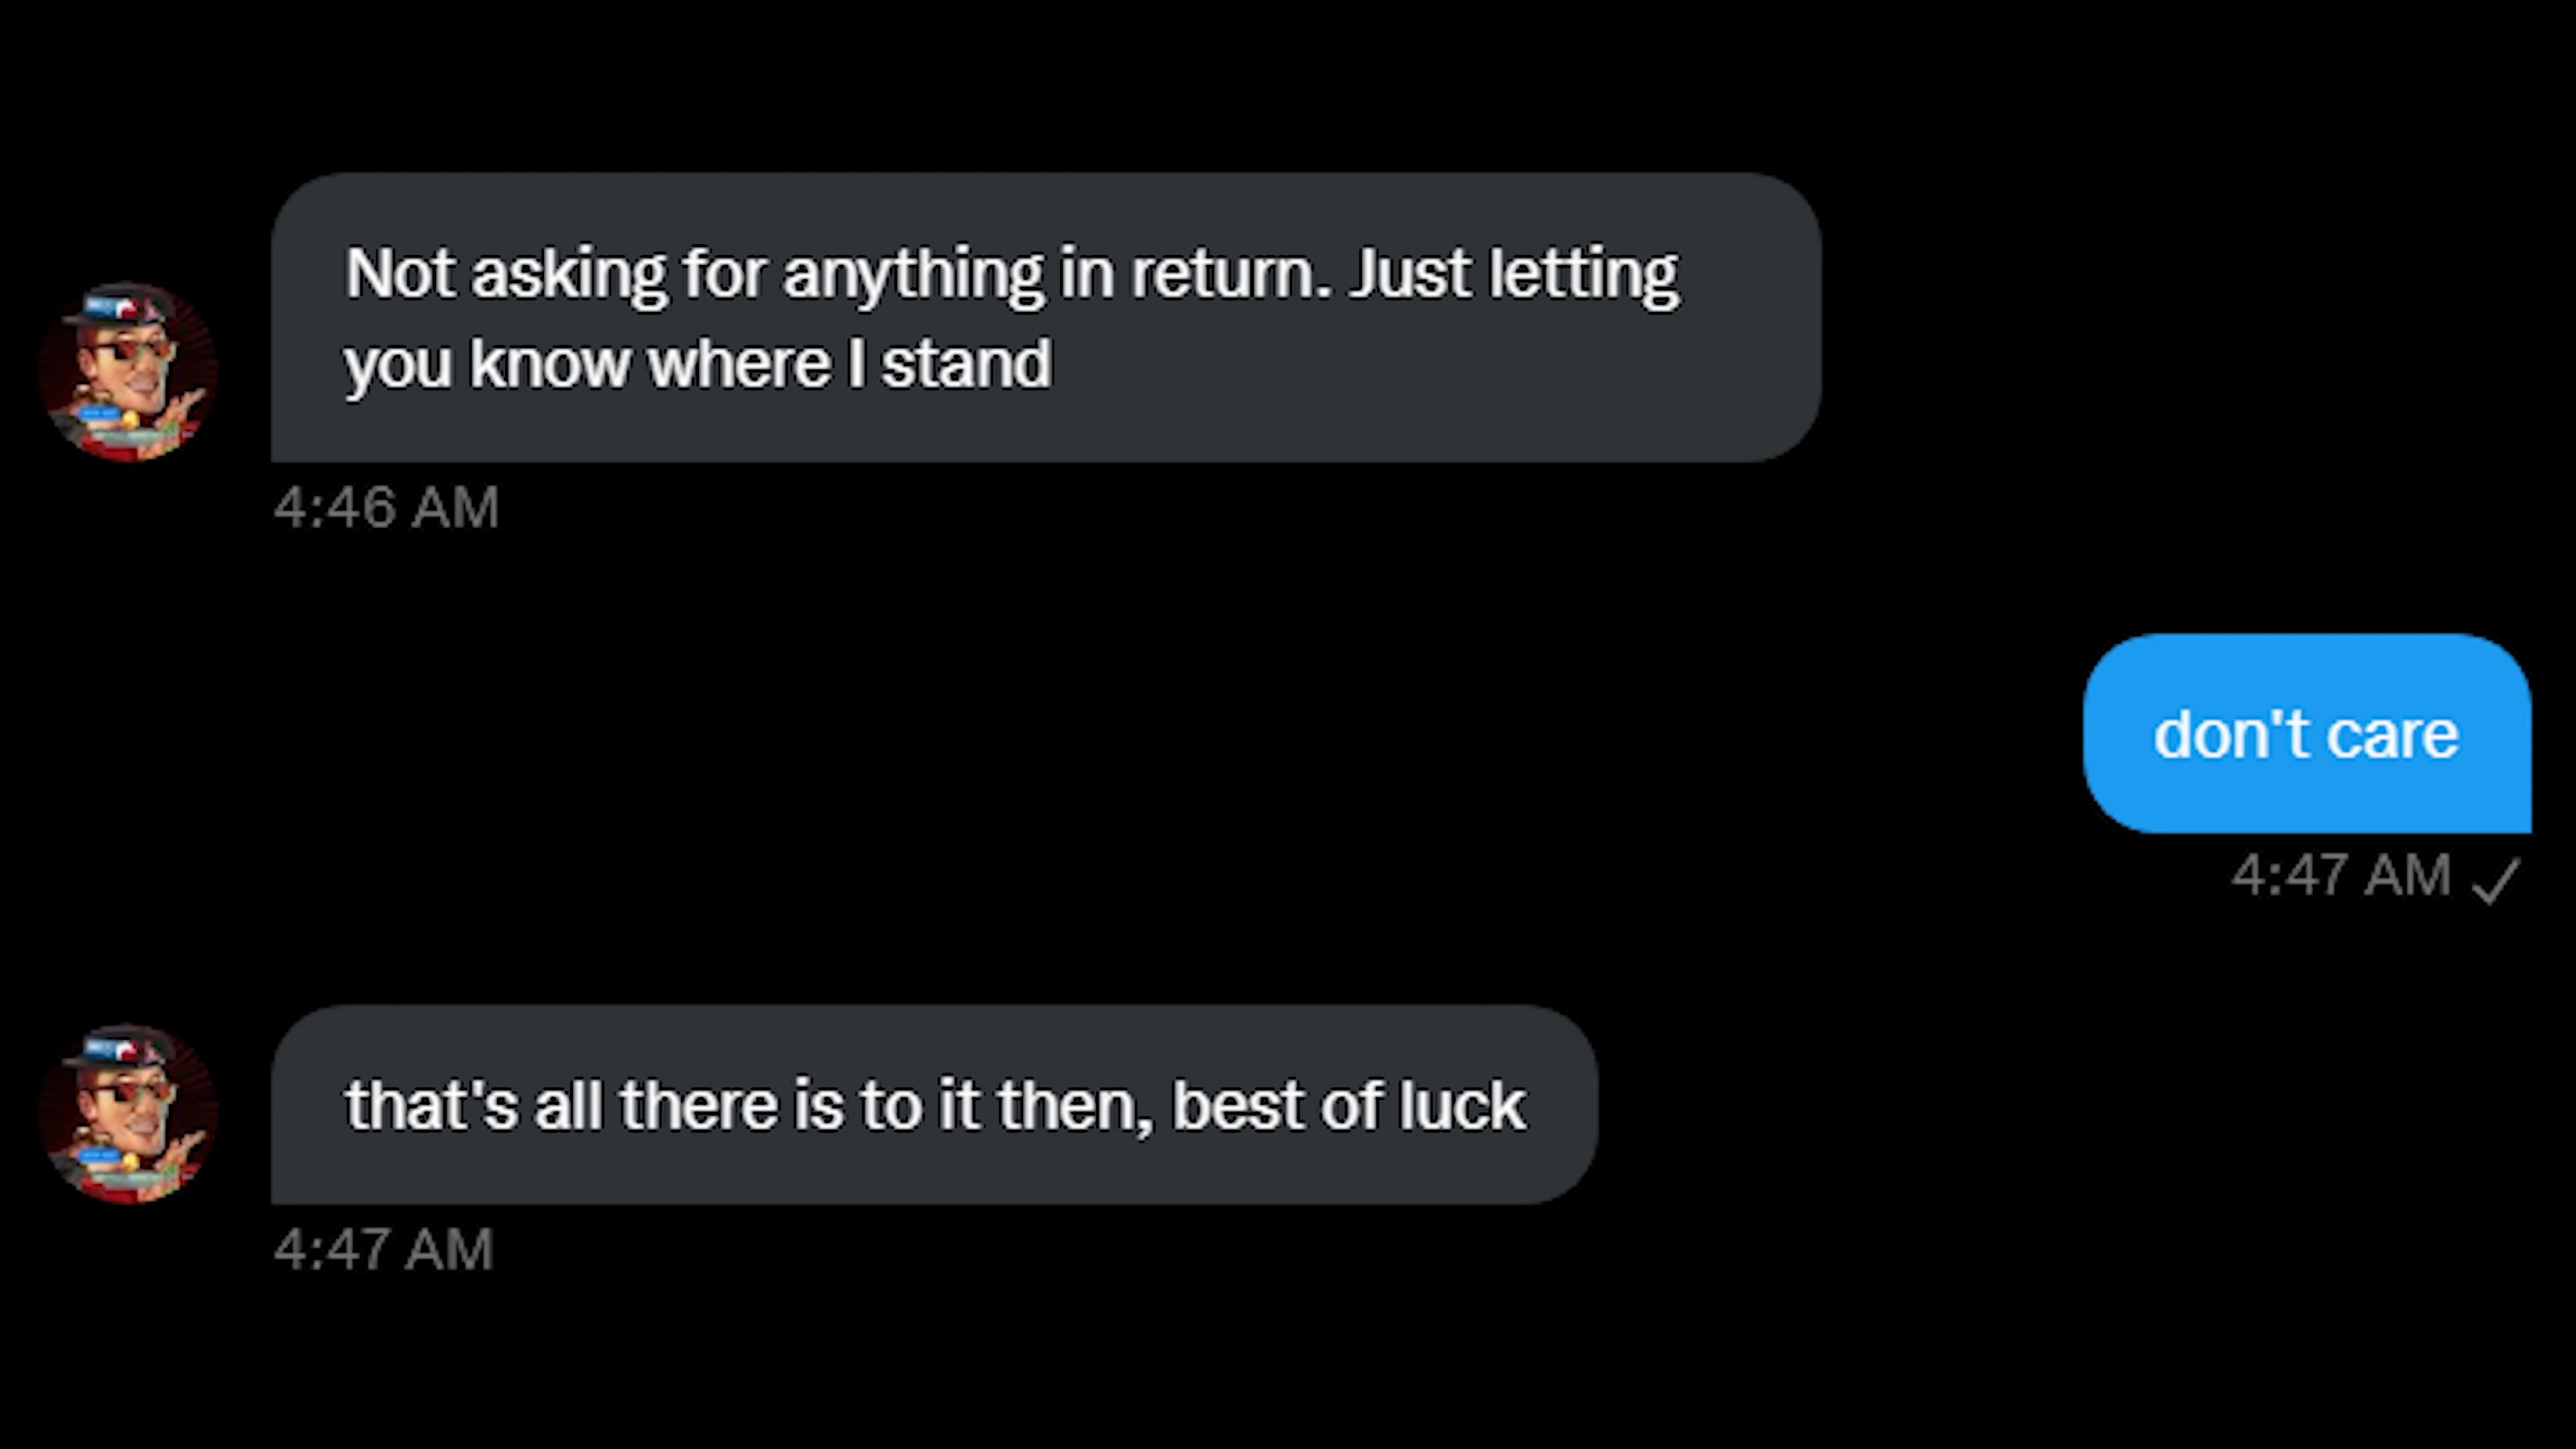 Not asking for anything in return. Just letting
you know where I stand
4:46 AM
don't care
4:47 AM
that's all there is to it then, best of luck
4:47 AM